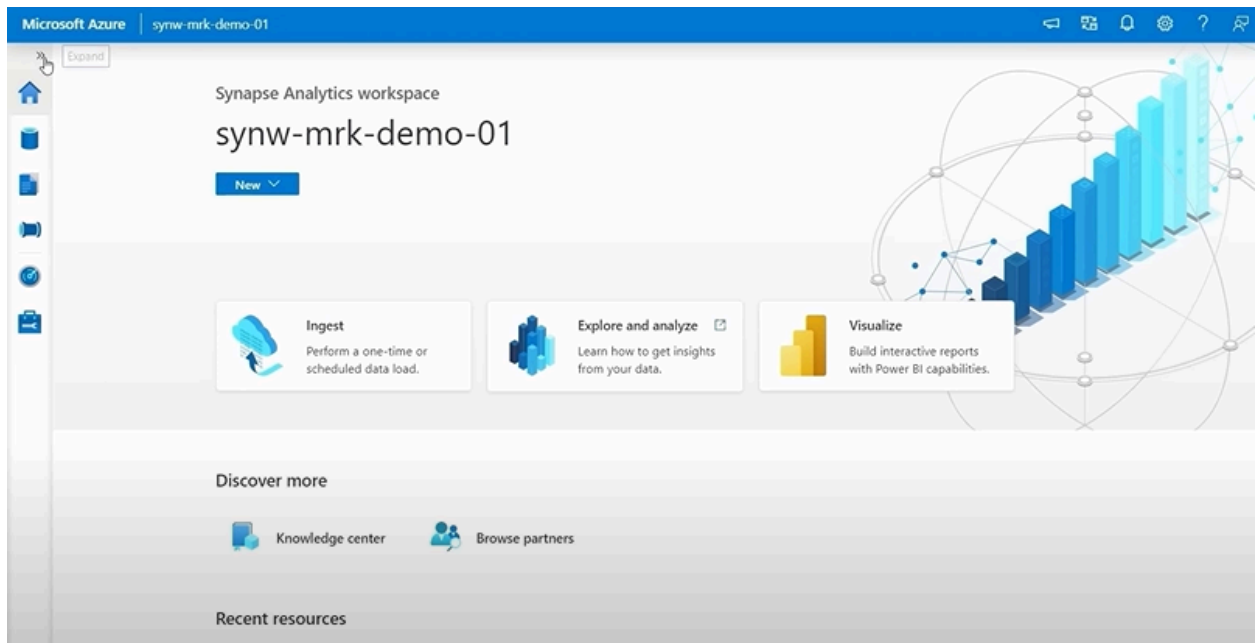 Microsoft Azure synw-mrk-demo-01
Expand
Synapse Analytics workspace
synw-mrk-demo-01
New
Ingest
Perform a one-time or
scheduled data load.
Explore and analyze
Learn how to get insights
from your data.
Visualize
Build interactive reports
with Power BI capabilities.
Discover more
Knowledge center
Browse partners
Recent resources